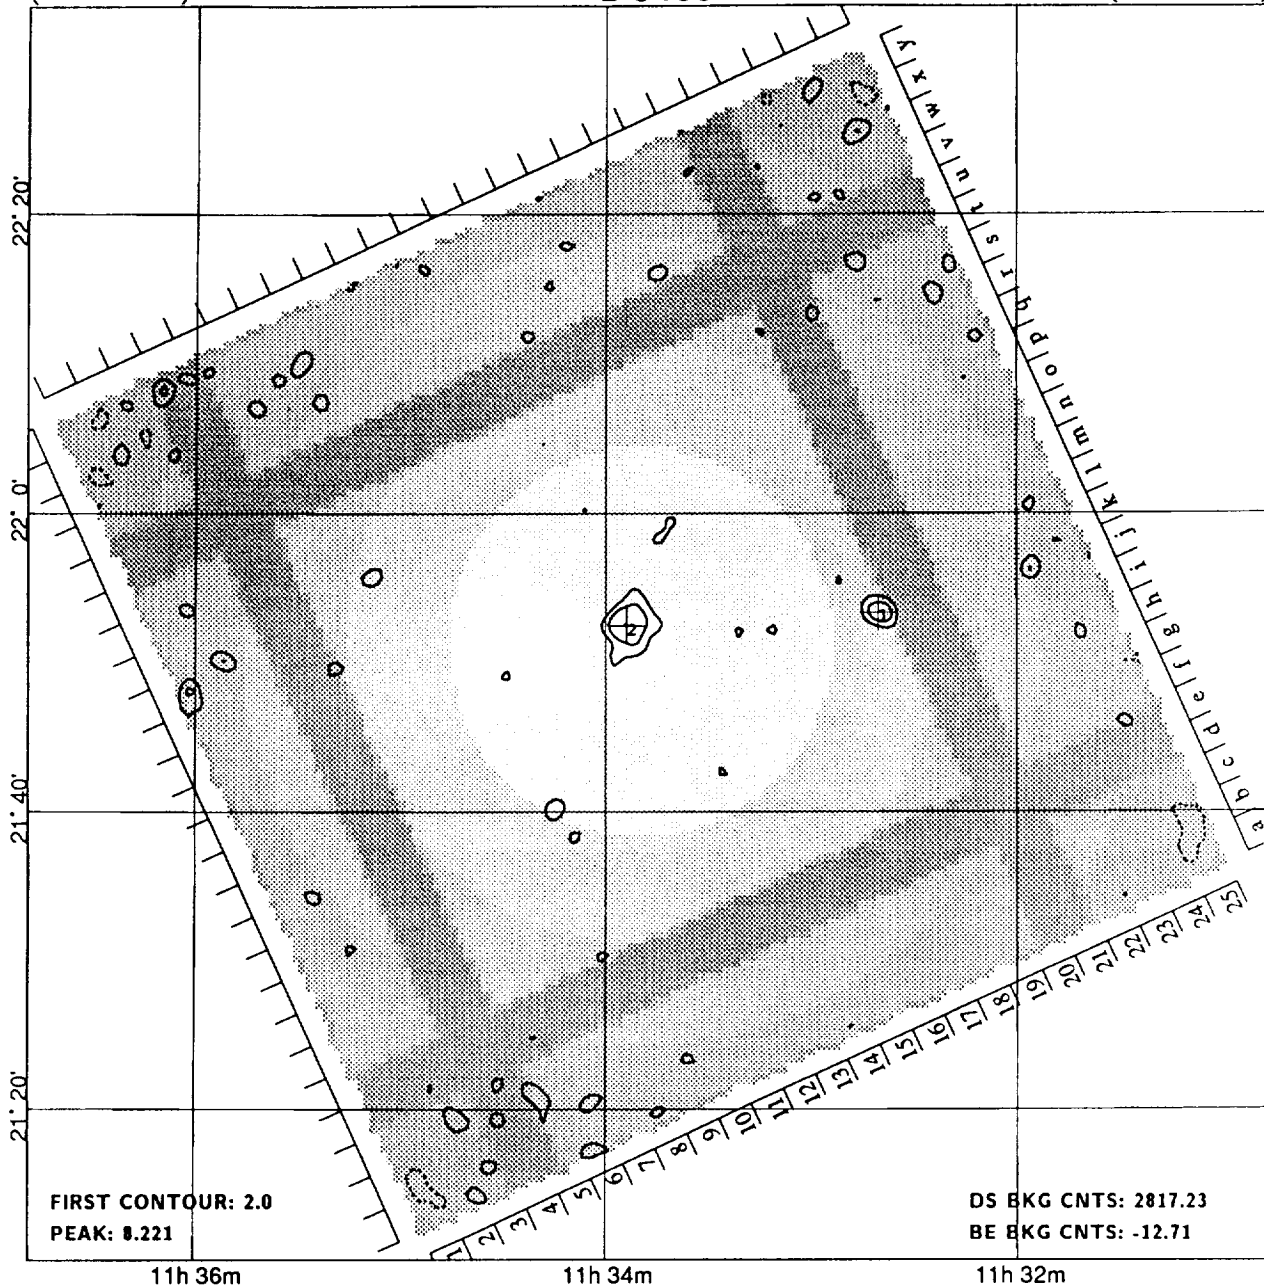 y|x|w|v|u|t|s|r|q|p|o|n|m|l|k|j|i|h|g|f|e|d|c|b|a
22° 20'
22° 0'
21° 40'
21° 20'
2
1
1 2 3 4 5 6 7 8 9 10 11 12 13 14 15 16 17 18 19 20 21 22 23 24 25
FIRST CONTOUR: 2.0
PEAK: 8.221
DS BKG CNTS: 2817.23
BE BKG CNTS: -12.71
11h 36m
11h 34m
11h 32m